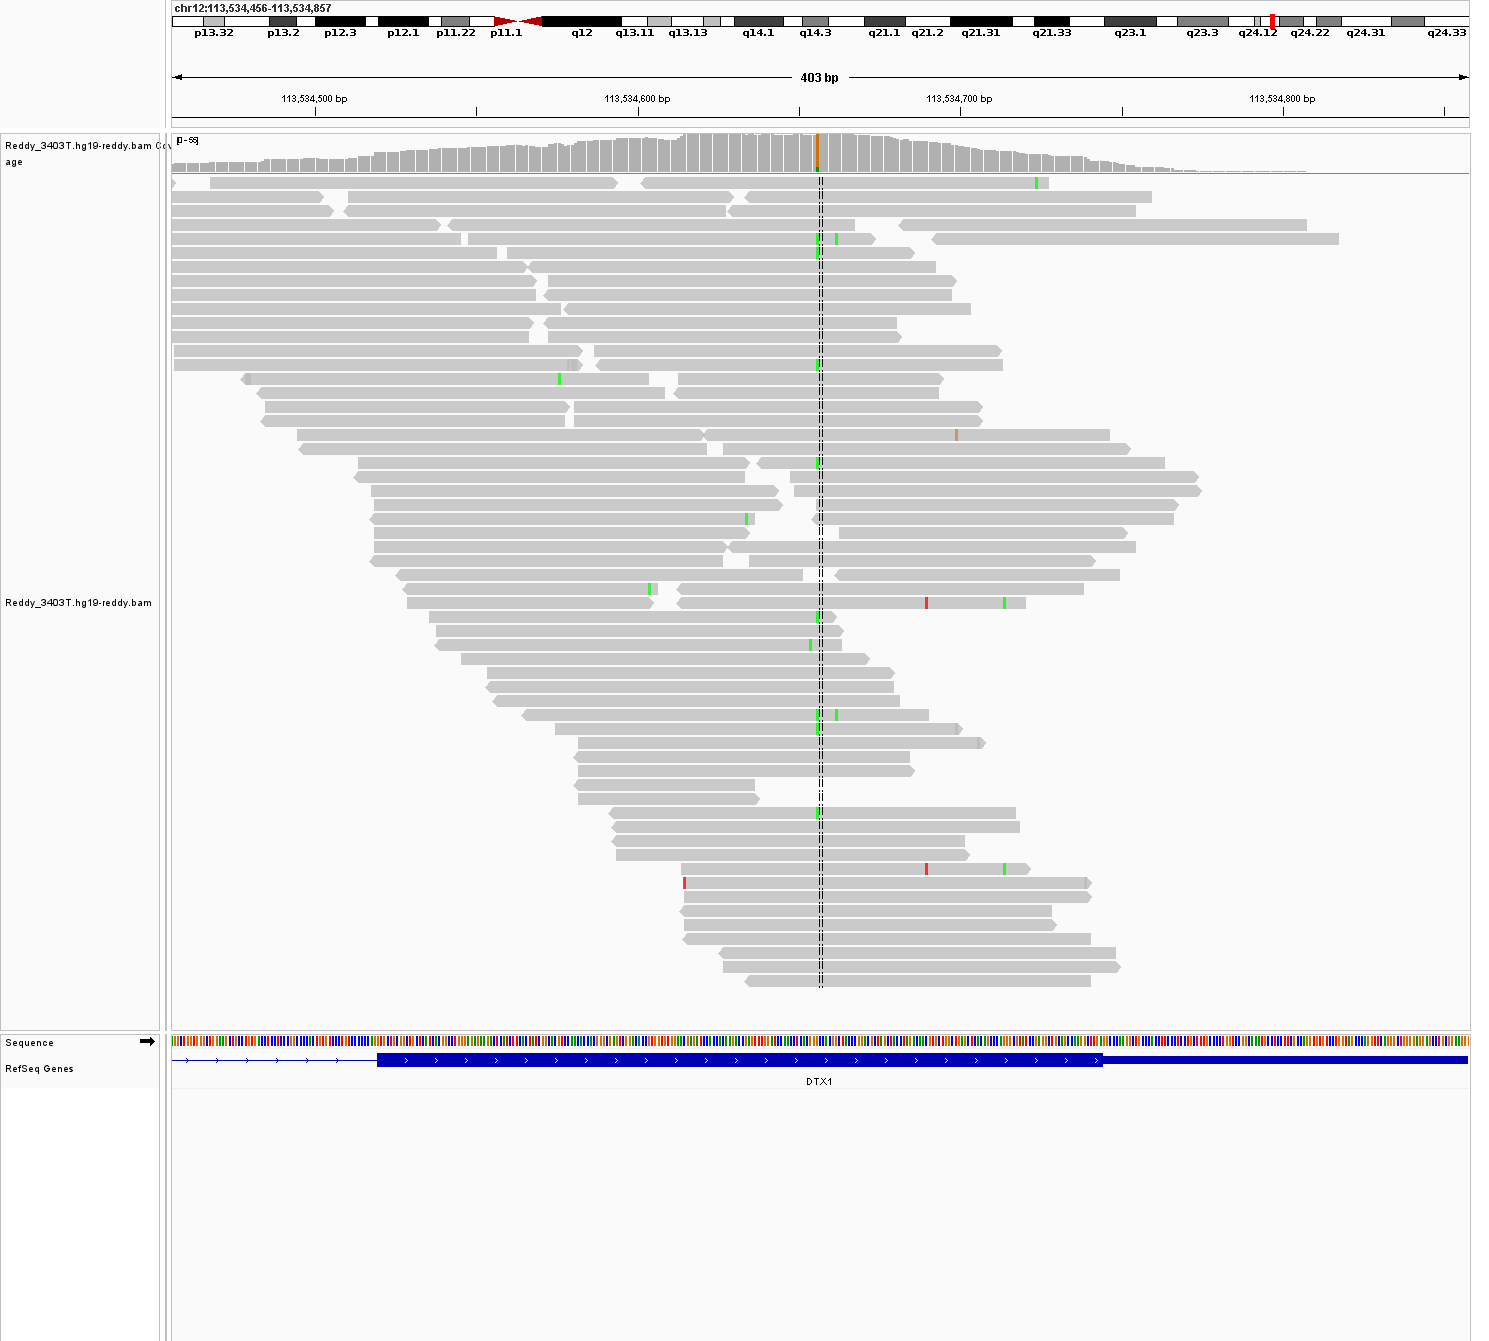 chr12:113,534,456-113,534,857
p13.32 p13.2 p12.3 p12.1 p11.22 p11.1 q12 q13.11 q13.13 q14.1 q14.3 q21.1 q21.2 q21.31 q21.33 q23.1 q23.3 q24.12 q24.22 q24.31 q24.33
403 bp
113,534,500 bp 113,534,600 bp 113,534,700 bp 113,534,800 bp
Reddy_3403T.hg19-reddy.bam Cov
age
Reddy_3403T.hg19-reddy.bam
Sequence
RefSeq Genes
DTX1